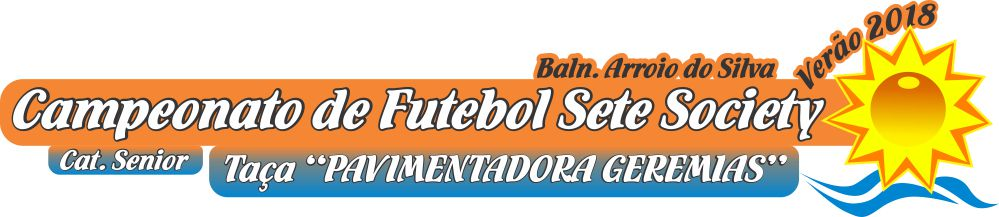 Verão 2018
Baln. Arroio do Silva
Campeonato de Futebol Sete Society
Cat. Senior
Taça “PAVIMENTADORA GEREMIAS”